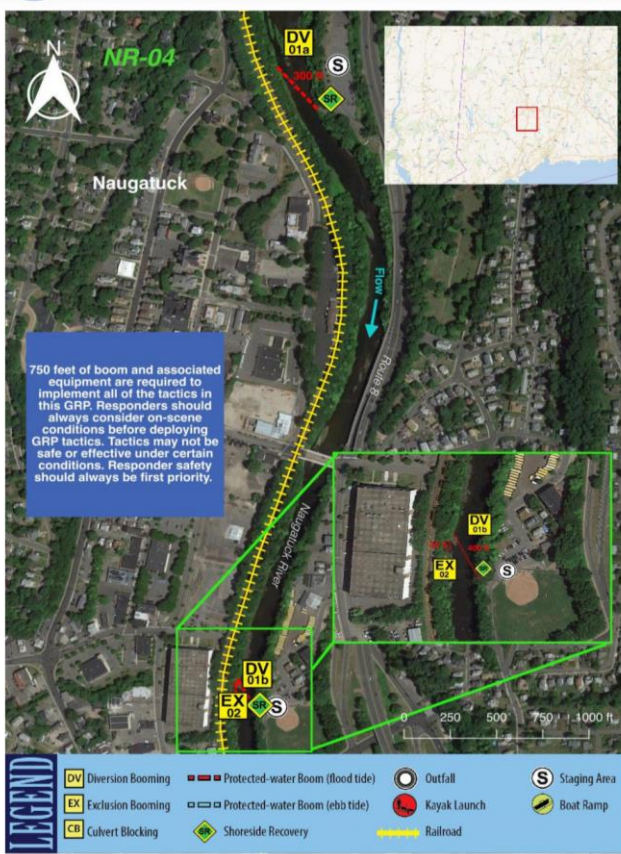 NR-04
N
DV
01a
S
300 ft
SR
Naugatuck
Flow
Route 8
750 feet of boom and associated
equipment are required to
implement all of the tactics in
this GRP. Responders should
always consider on-scene
conditions before deploying
GRP tactics. Tactics may not be
safe or effective under certain
conditions. Responder safety
should always be first priority.
Naugatuck River
DV
01b
EX
02
SR
S
DV
01b
EX
02
SR
S
0 250 500 750 1000 ft
LEGEND
DV Diversion Booming
EX Exclusion Booming
CB Culvert Blocking
Protected-water Boom (flood tide)
Protected-water Boom (ebb tide)
SR Shoreside Recovery
Outfall
Kayak Launch
Railroad
S Staging Area
Boat Ramp